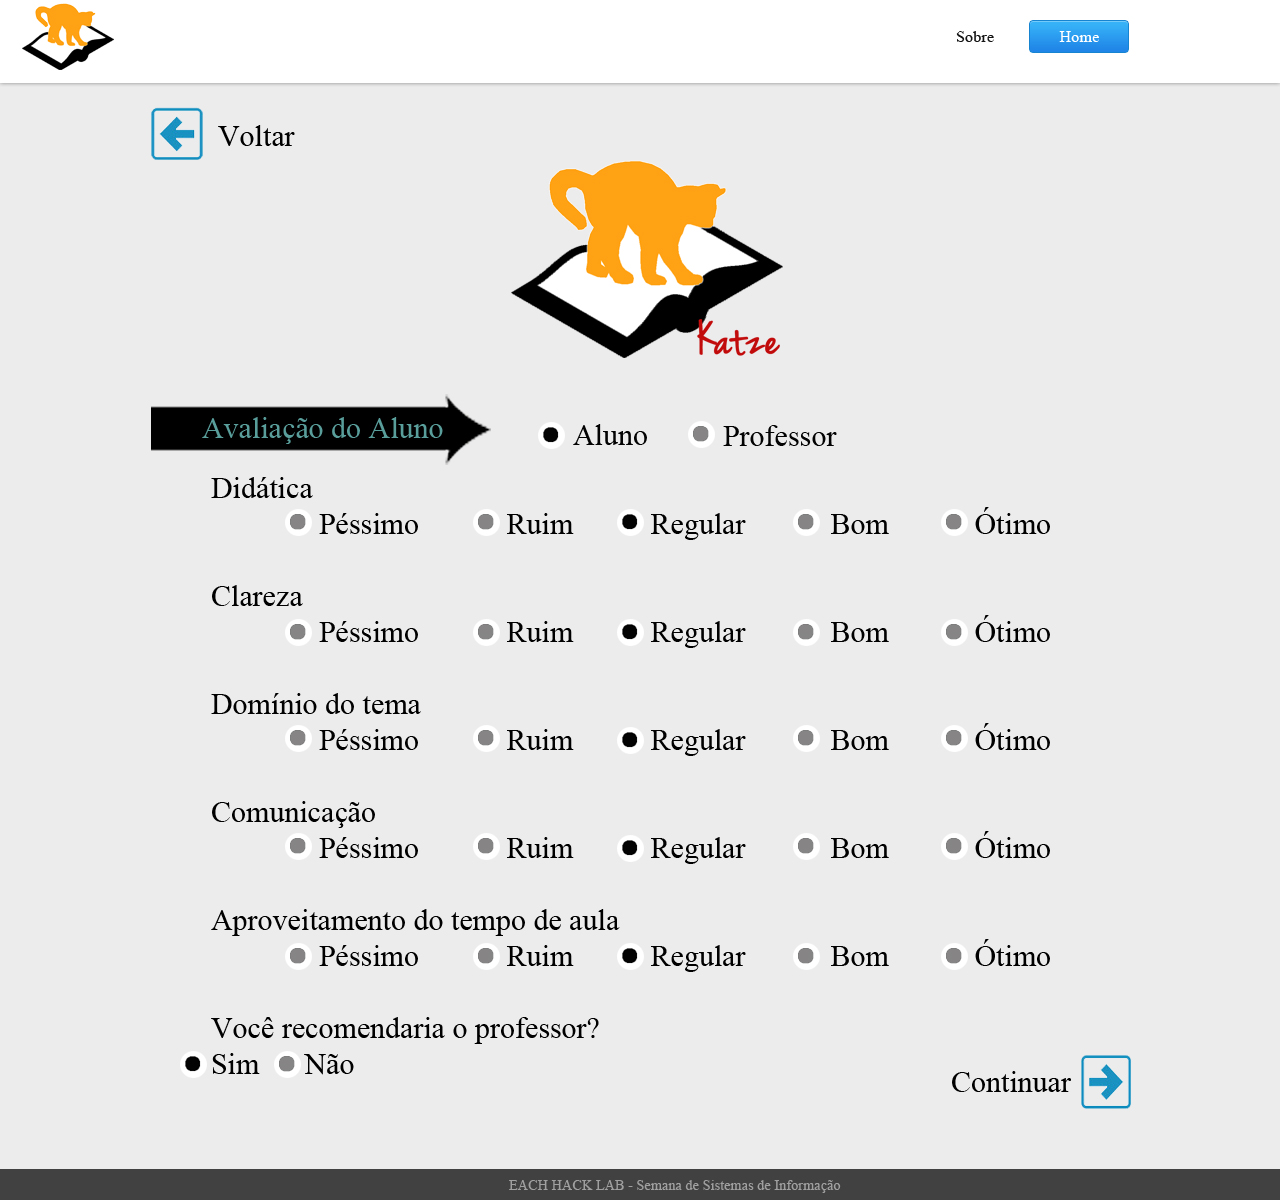 Sobre Home
Voltar
Katze
Avaliação do Aluno Aluno Professor
Didática
Péssimo Ruim Regular Bom Ótimo
Clareza
Péssimo Ruim Regular Bom Ótimo
Domínio do tema
Péssimo Ruim Regular Bom Ótimo
Comunicação
Péssimo Ruim Regular Bom Ótimo
Aproveitamento do tempo de aula
Péssimo Ruim Regular Bom Ótimo
Você recomendaria o professor?
Sim Não
Continuar
EACH HACK LAB - Semana de Sistemas de Informação